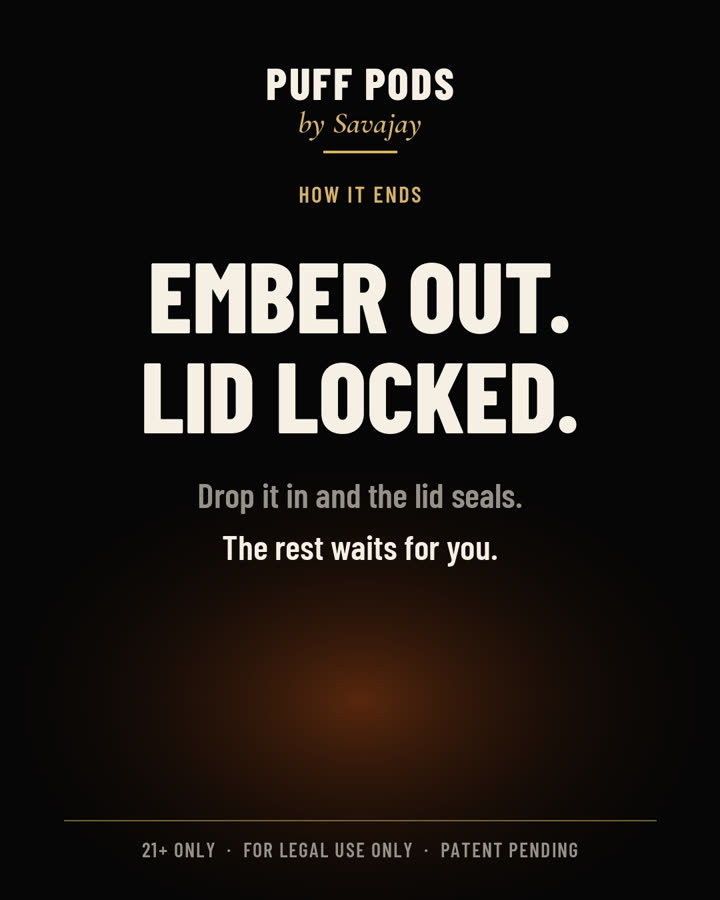 PUFF PODS
by Savajay
HOW IT ENDS
EMBER OUT.
LID LOCKED.
Drop it in and the lid seals.
The rest waits for you.
21+ ONLY · FOR LEGAL USE ONLY · PATENT PENDING